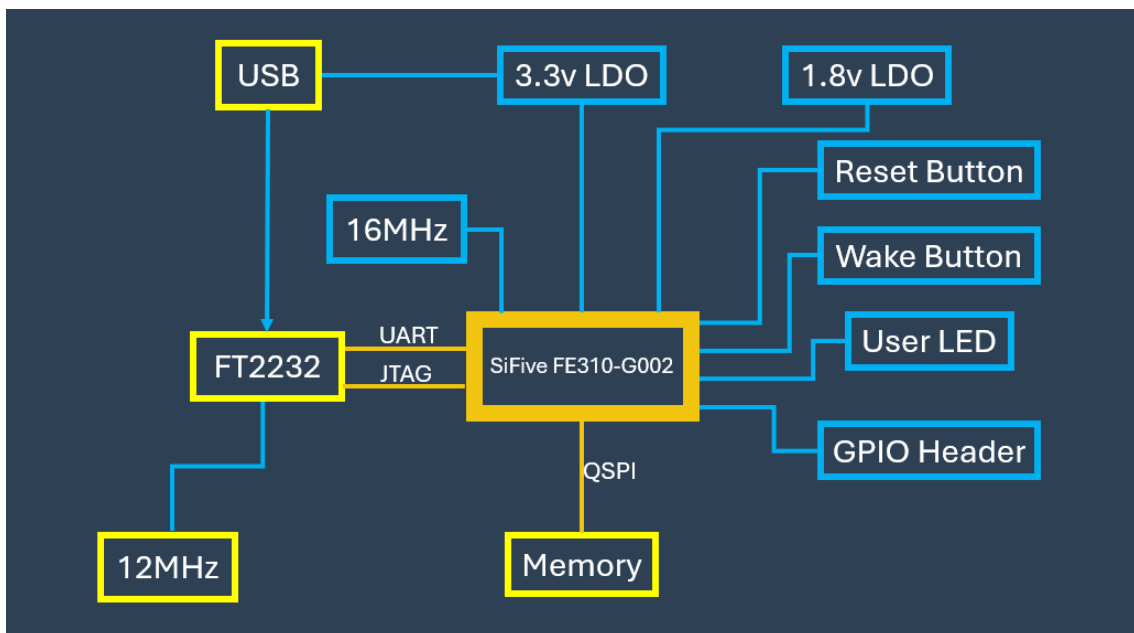 USB
3.3v LDO
1.8v LDO
Reset Button
16MHz
Wake Button
UART
User LED
FT2232
SiFive FE310-G002
JTAG
GPIO Header
QSPI
12MHz
Memory